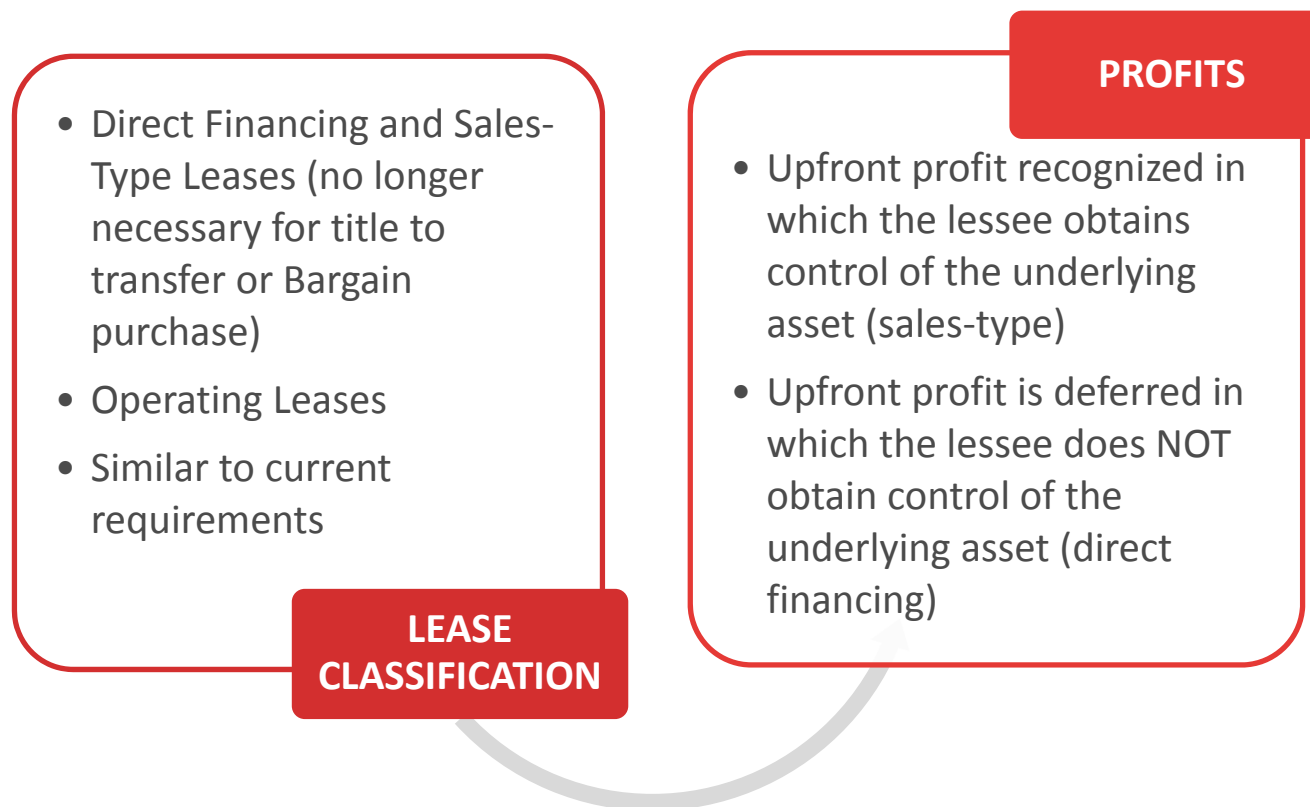 • Direct Financing and Sales-
Type Leases (no longer
necessary for title to
transfer or Bargain
purchase)
• Operating Leases
• Similar to current
requirements
LEASE
CLASSIFICATION
PROFITS
• Upfront profit recognized in
which the lessee obtains
control of the underlying
asset (sales-type)
• Upfront profit is deferred in
which the lessee does NOT
obtain control of the
underlying asset (direct
financing)